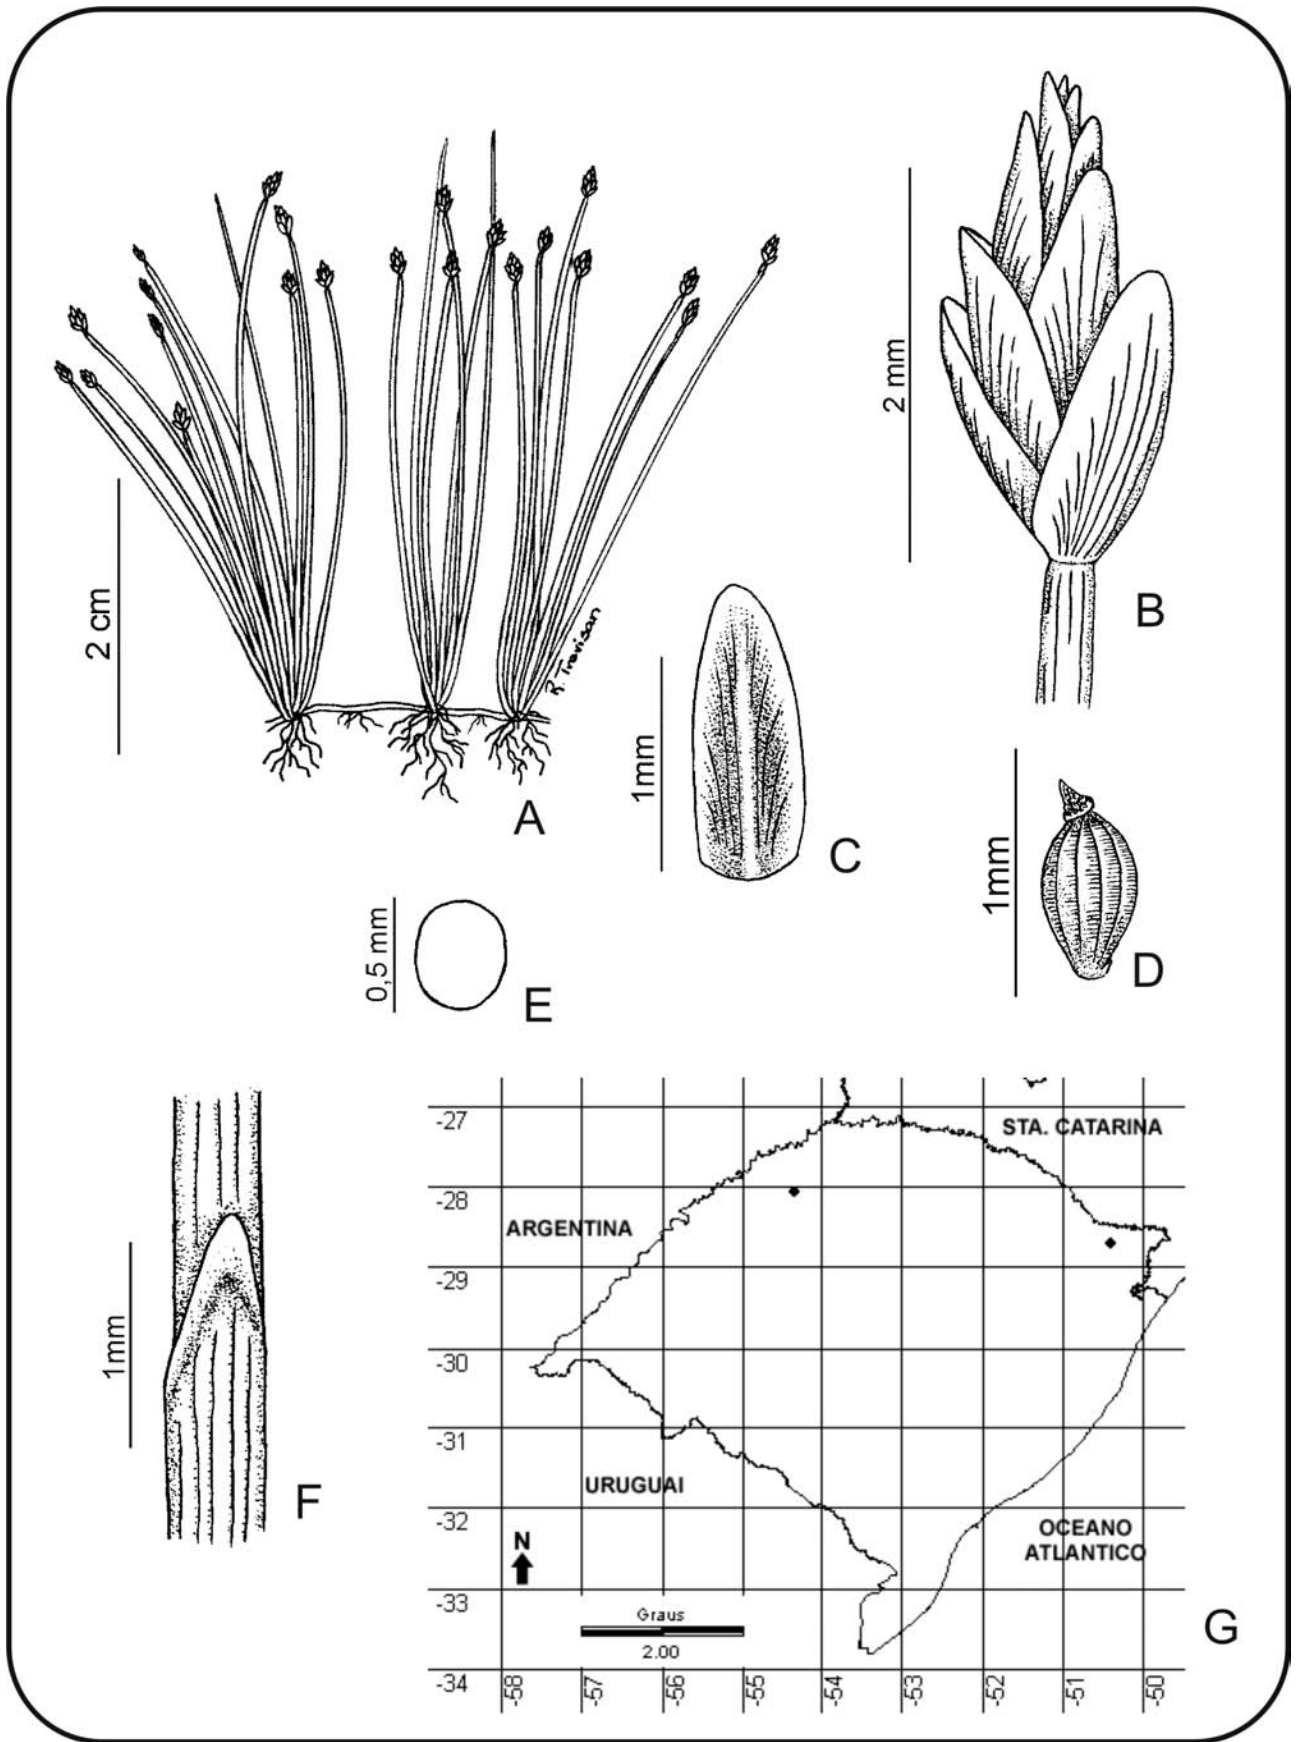 2 cm
R. Trevisan
A
2 mm
B
1mm
C
1mm
D
0,5 mm
E
1mm
F
-27
-28
-29
-30
-31
-32
-33
-34
STA. CATARINA
ARGENTINA
URUGUAI
OCEANO
ATLANTICO
N
Graus
2.00
-58
-57
-56
-55
-54
-53
-52
-51
-50
G